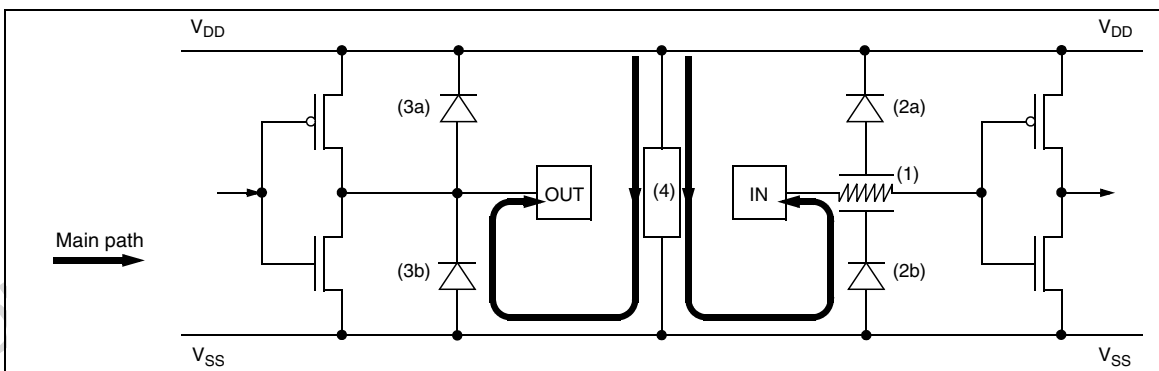 VDD VDD
(3a) (2a)
(1)
OUT (4) IN
Main path
(3b) (2b)
VSS VSS